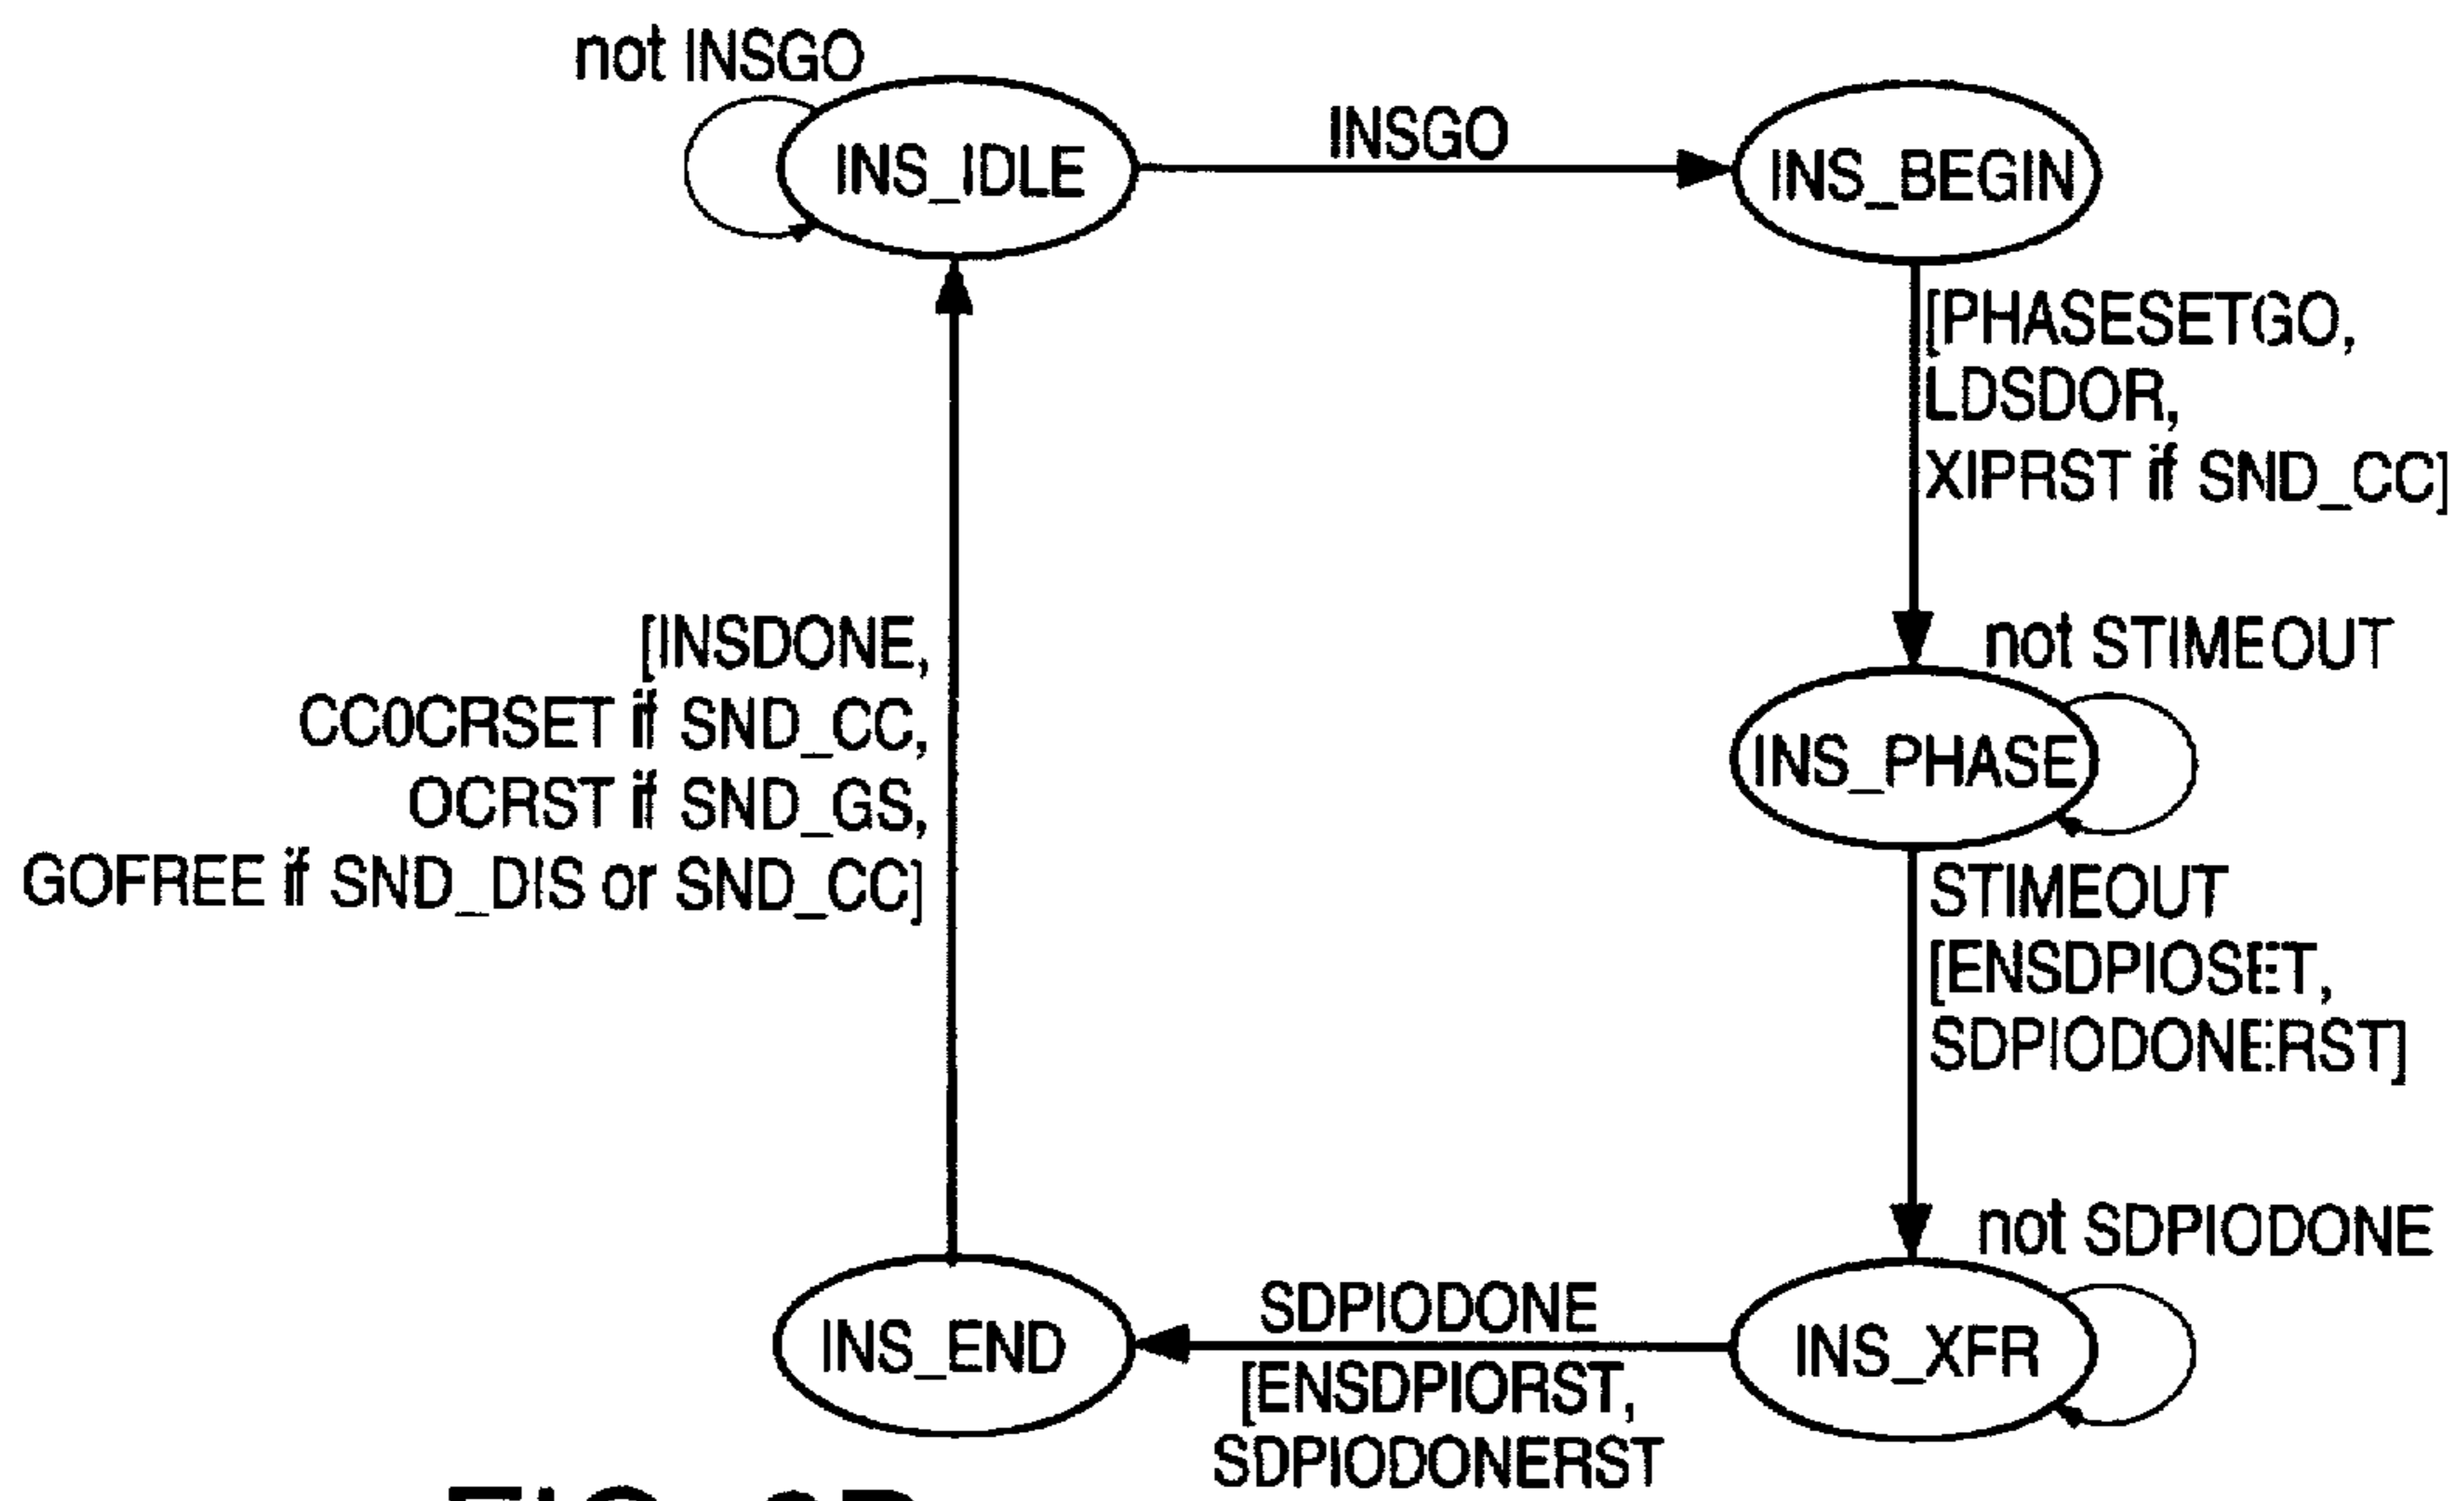 not INSGO
INS_IDLE
INSGO
INS_BEGIN
[PHASESETGO,
LDSDOR,
XIPRST if SND_CC]
not STIMEOUT
INS_PHASE
STIMEOUT
[ENSDPIOSET,
SDPIODONERST]
not SDPIODONE
INS_XFR
SDPIODONE
[ENSDPIORST,
SDPIODONERST
INS_END
[INSDONE,
CC0CRSET if SND_CC,
OCRST if SND_GS,
GOFREE if SND_DIS or SND_CC]